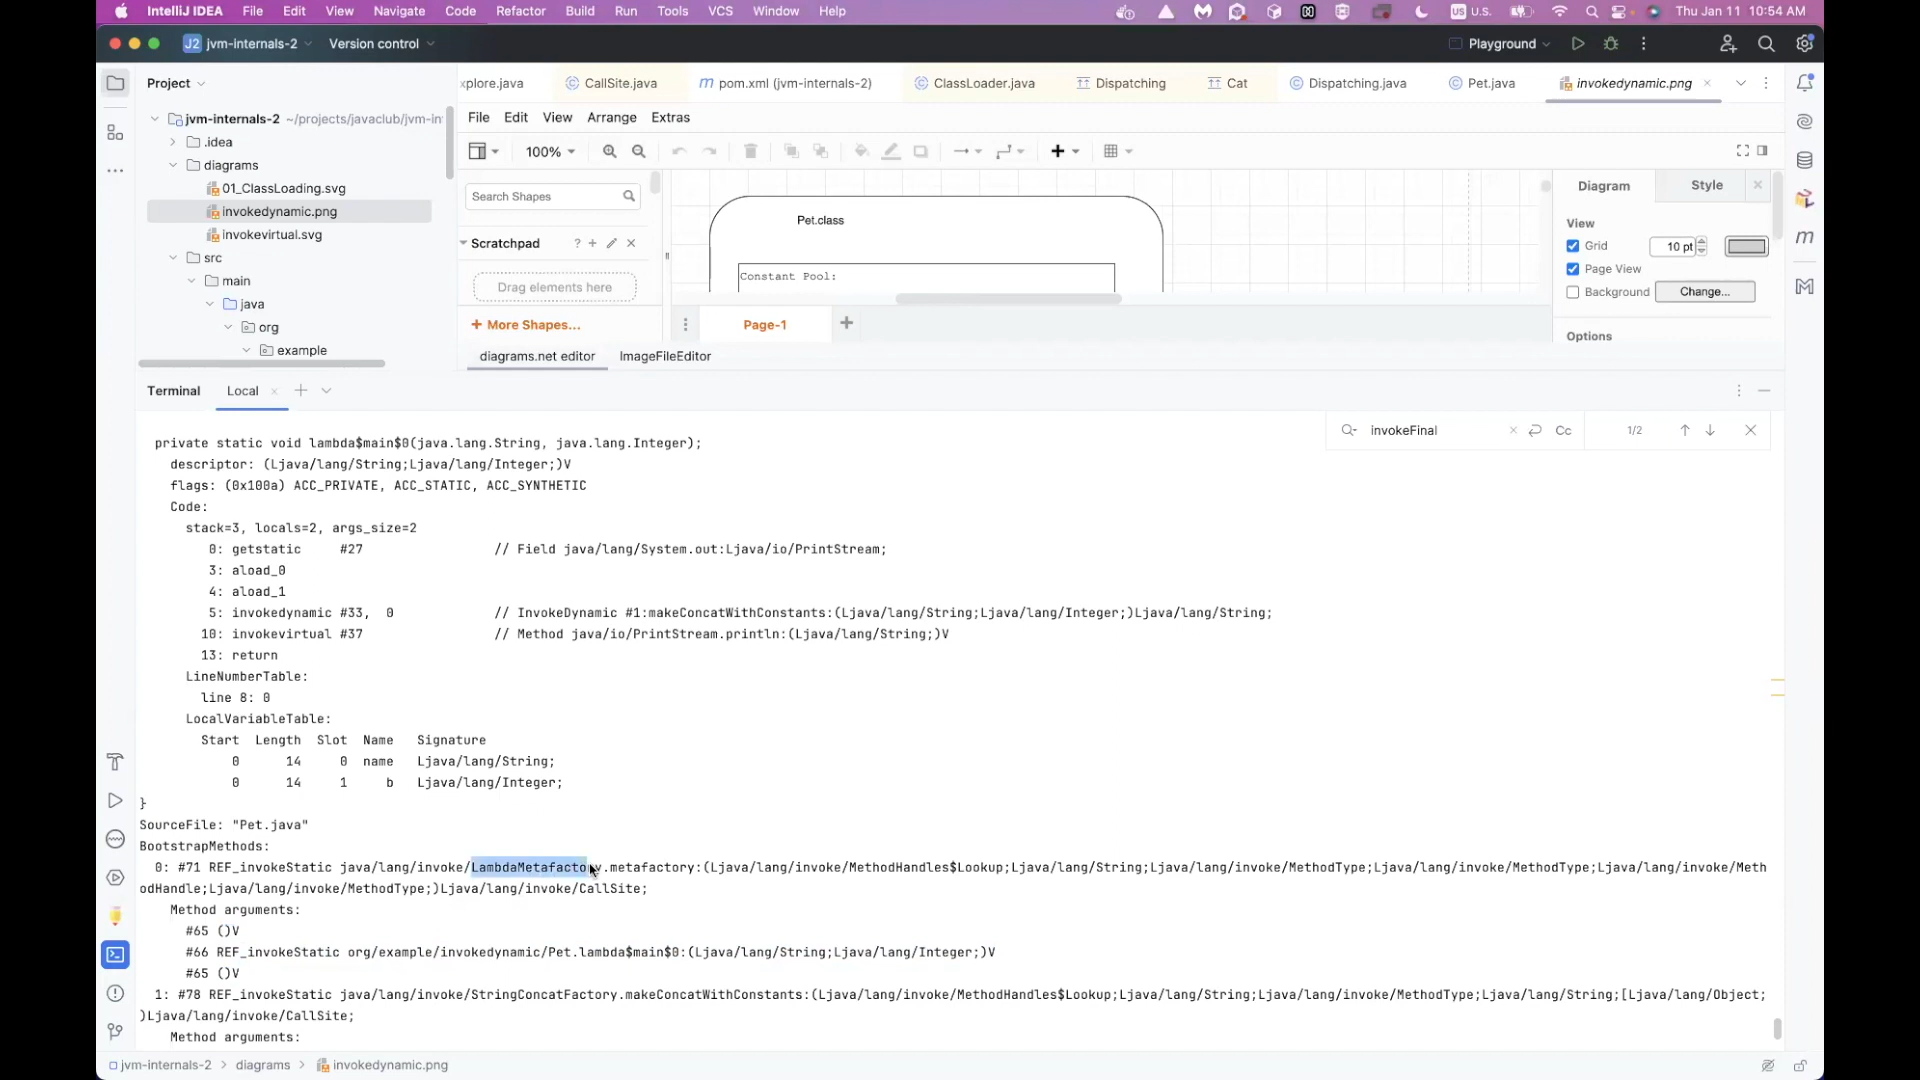 IntelliJ IDEA File Edit View Navigate Code Refactor Build Run Tools VCS Window Help U.S. Thu Jan 11 10:54 AM
J2 jvm-internals-2 Version control Playground
Project
xplore.java CallSite.java pom.xml (jvm-internals-2) ClassLoader.java Dispatching Cat Dispatching.java Pet.java invokedynamic.png
jvm-internals-2 ~/projects/javaclub/jvm-in
.idea
diagrams
01_ClassLoading.svg
invokedynamic.png
invokevirtual.svg
src
main
java
org
example
File Edit View Arrange Extras
100%
Search Shapes
Scratchpad
Drag elements here
+ More Shapes...
Pet.class
Constant Pool:
Page-1
diagrams.net editor ImageFileEditor
Diagram Style
View
Grid 10 pt
Page View
Background Change...
Options
Terminal Local
invokeFinal Cc 1/2
private static void lambda$main$0(java.lang.String, java.lang.Integer);
descriptor: (Ljava/lang/String;Ljava/lang/Integer;)V
flags: (0x100a) ACC_PRIVATE, ACC_STATIC, ACC_SYNTHETIC
Code:
stack=3, locals=2, args_size=2
0: getstatic #27 // Field java/lang/System.out:Ljava/io/PrintStream;
3: aload_0
4: aload_1
5: invokedynamic #33, 0 // InvokeDynamic #1:makeConcatWithConstants:(Ljava/lang/String;Ljava/lang/Integer;)Ljava/lang/String;
10: invokevirtual #37 // Method java/io/PrintStream.println:(Ljava/lang/String;)V
13: return
LineNumberTable:
line 8: 0
LocalVariableTable:
Start Length Slot Name Signature
0 14 0 name Ljava/lang/String;
0 14 1 b Ljava/lang/Integer;
}
SourceFile: "Pet.java"
BootstrapMethods:
0: #71 REF_invokeStatic java/lang/invoke/LambdaMetafactory.metafactory:(Ljava/lang/invoke/MethodHandles$Lookup;Ljava/lang/String;Ljava/lang/invoke/MethodType;Ljava/lang/invoke/MethodType;Ljava/lang/invoke/Meth
odHandle;Ljava/lang/invoke/MethodType;)Ljava/lang/invoke/CallSite;
Method arguments:
#65 ()V
#66 REF_invokeStatic org/example/invokedynamic/Pet.lambda$main$0:(Ljava/lang/String;Ljava/lang/Integer;)V
#65 ()V
1: #78 REF_invokeStatic java/lang/invoke/StringConcatFactory.makeConcatWithConstants:(Ljava/lang/invoke/MethodHandles$Lookup;Ljava/lang/String;Ljava/lang/invoke/MethodType;Ljava/lang/String;[Ljava/lang/Object;
)Ljava/lang/invoke/CallSite;
Method arguments:
jvm-internals-2 > diagrams > invokedynamic.png